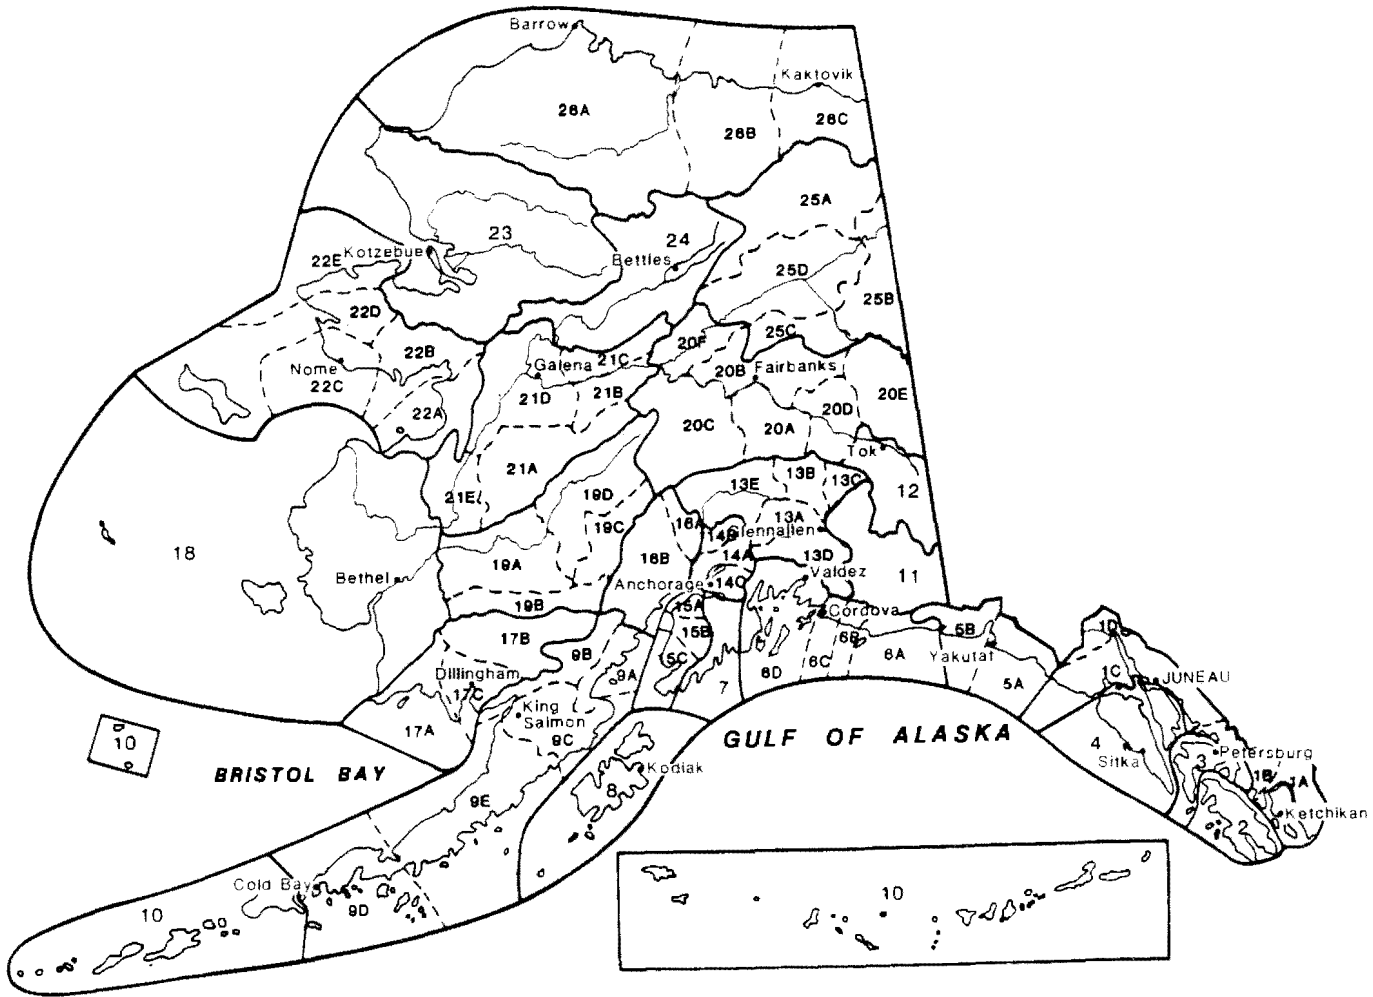 Barrow
Kaktovik
26A
26B
26C
25A
23
24
Kotzebue
22E
Bettles
25D
25B
22D
25C
20F
22B
21C
Galena
Nome
20B
Fairbanks
22C
21B
21D
20E
22A
20D
20C
20A
Tok
21A
13B
13E
13C
12
21E
19D
16A
13A
19C
14B
Glennallen
18
14A
13D
16B
19A
Valdez
11
Bethel
Anchorage
14C
19B
15A
Cordova
5B
1D
15B
17B
6B
9B
15C
6A
Yakutat
6C
Dillingham
9A
6D
1C
JUNEAU
17C
7
5A
King
Salmon
17A
9C
GULF OF ALASKA
10
4
Petersburg
Sitka
3
BRISTOL BAY
Kodiak
1B
1A
8
9E
Ketchikan
2
Cold Bay
10
9D
10